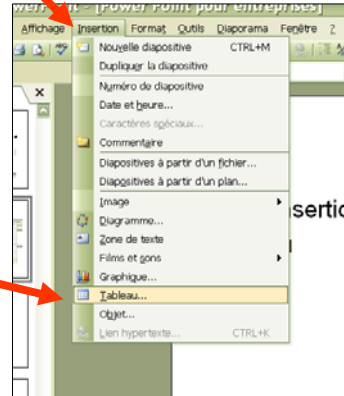 werPoint - [Power Point pour entreprises]
Affichage Insertion Format Outils Diaporama Fenêtre ?
Nouvelle diapositive CTRL+M
Dupliquer la diapositive
Numéro de diapositive
Date et heure...
Caractères spéciaux...
Commentaire
Diapositives à partir d'un fichier...
Diapositives à partir d'un plan...
Image
Diagramme...
Zone de texte
Films et sons
Graphique...
Tableau...
Objet...
Lien hypertexte... CTRL+K
sertio